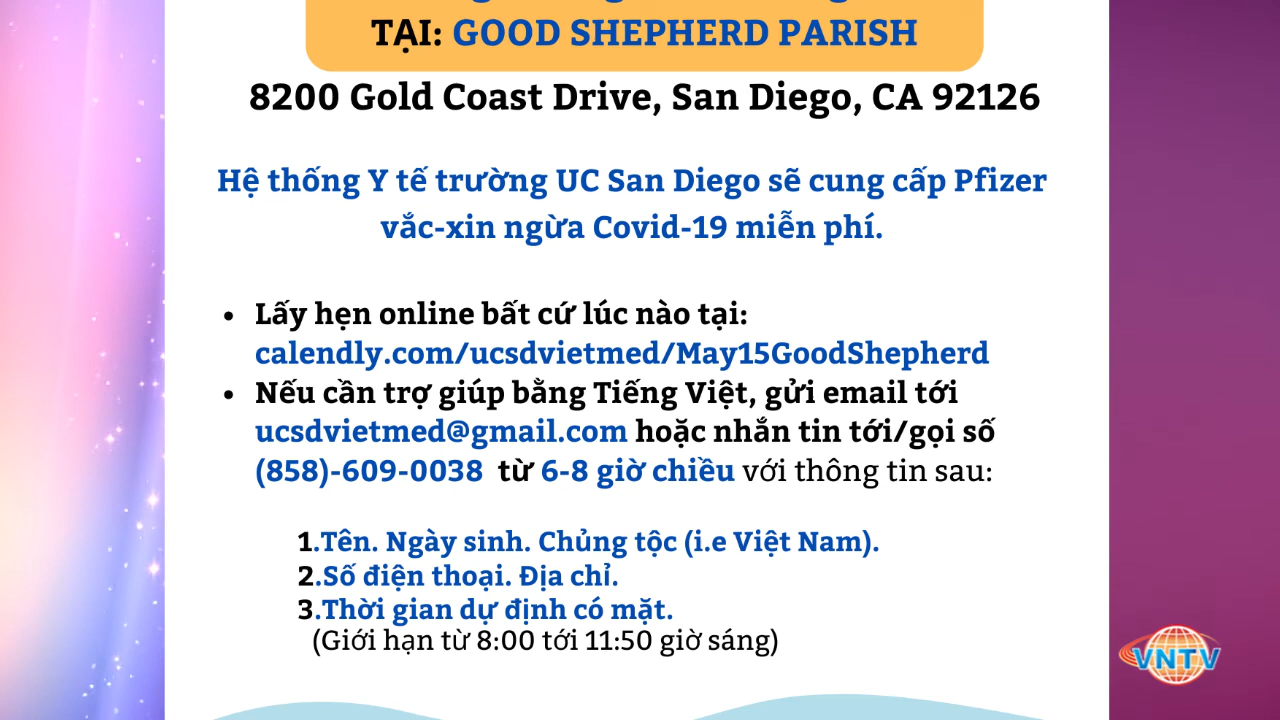 TẠI: GOOD SHEPHERD PARISH
8200 Gold Coast Drive, San Diego, CA 92126
Hệ thống Y tế trường UC San Diego sẽ cung cấp Pfizer
vắc-xin ngừa Covid-19 miễn phí.
• Lấy hẹn online bất cứ lúc nào tại:
calendly.com/ucsdvietmed/May15GoodShepherd
• Nếu cần trợ giúp bằng Tiếng Việt, gửi email tới
ucsdvietmed@gmail.com hoặc nhắn tin tới/gọi số
(858)-609-0038 từ 6-8 giờ chiều với thông tin sau:
1.Tên. Ngày sinh. Chủng tộc (i.e Việt Nam).
2.Số điện thoại. Địa chỉ.
3.Thời gian dự định có mặt.
(Giới hạn từ 8:00 tới 11:50 giờ sáng)
VNTV